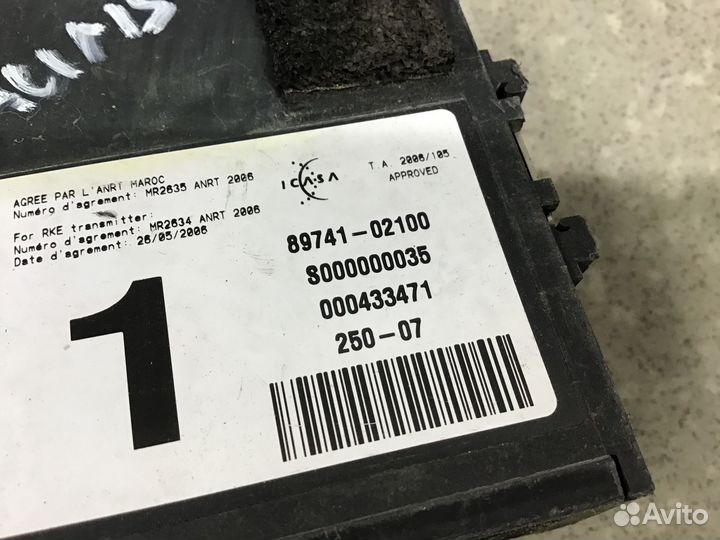 AGREE PAR L'ANRT MAROC
Numéro d'agrement: MR2635 ANRT 2006
For RKE transmitter:
Numéro d'agrement: MR2634 ANRT 2006
Date d'agrement: 26/05/2006
ICASA
T.A. 2006/105
APPROVED
89741-02100
S000000035
000433471
250-07
1
Avito